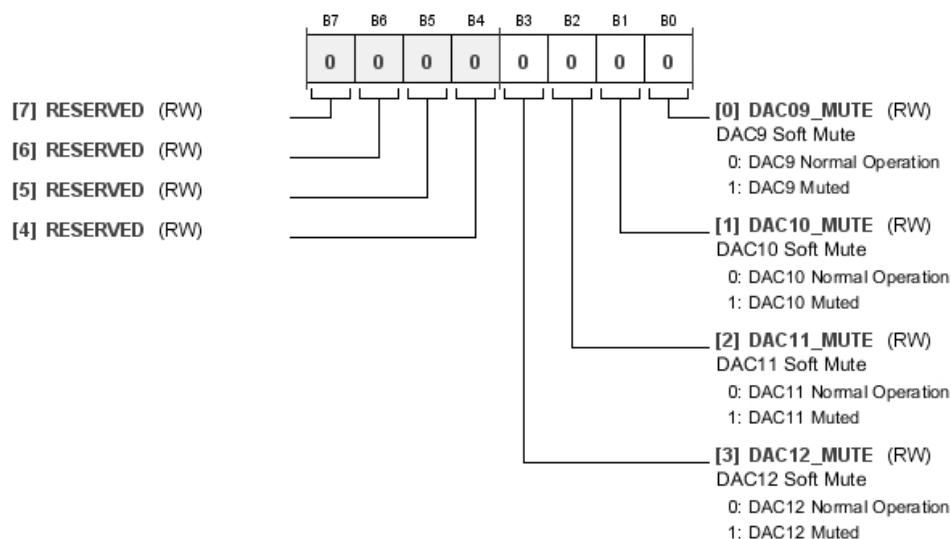 B7 B6 B5 B4 B3 B2 B1 B0
0 0 0 0 0 0 0 0
[7] RESERVED (RW)
[6] RESERVED (RW)
[5] RESERVED (RW)
[4] RESERVED (RW)
[0] DAC09_MUTE (RW)
DAC9 Soft Mute
0: DAC9 Normal Operation
1: DAC9 Muted
[1] DAC10_MUTE (RW)
DAC10 Soft Mute
0: DAC10 Normal Operation
1: DAC10 Muted
[2] DAC11_MUTE (RW)
DAC11 Soft Mute
0: DAC11 Normal Operation
1: DAC11 Muted
[3] DAC12_MUTE (RW)
DAC12 Soft Mute
0: DAC12 Normal Operation
1: DAC12 Muted